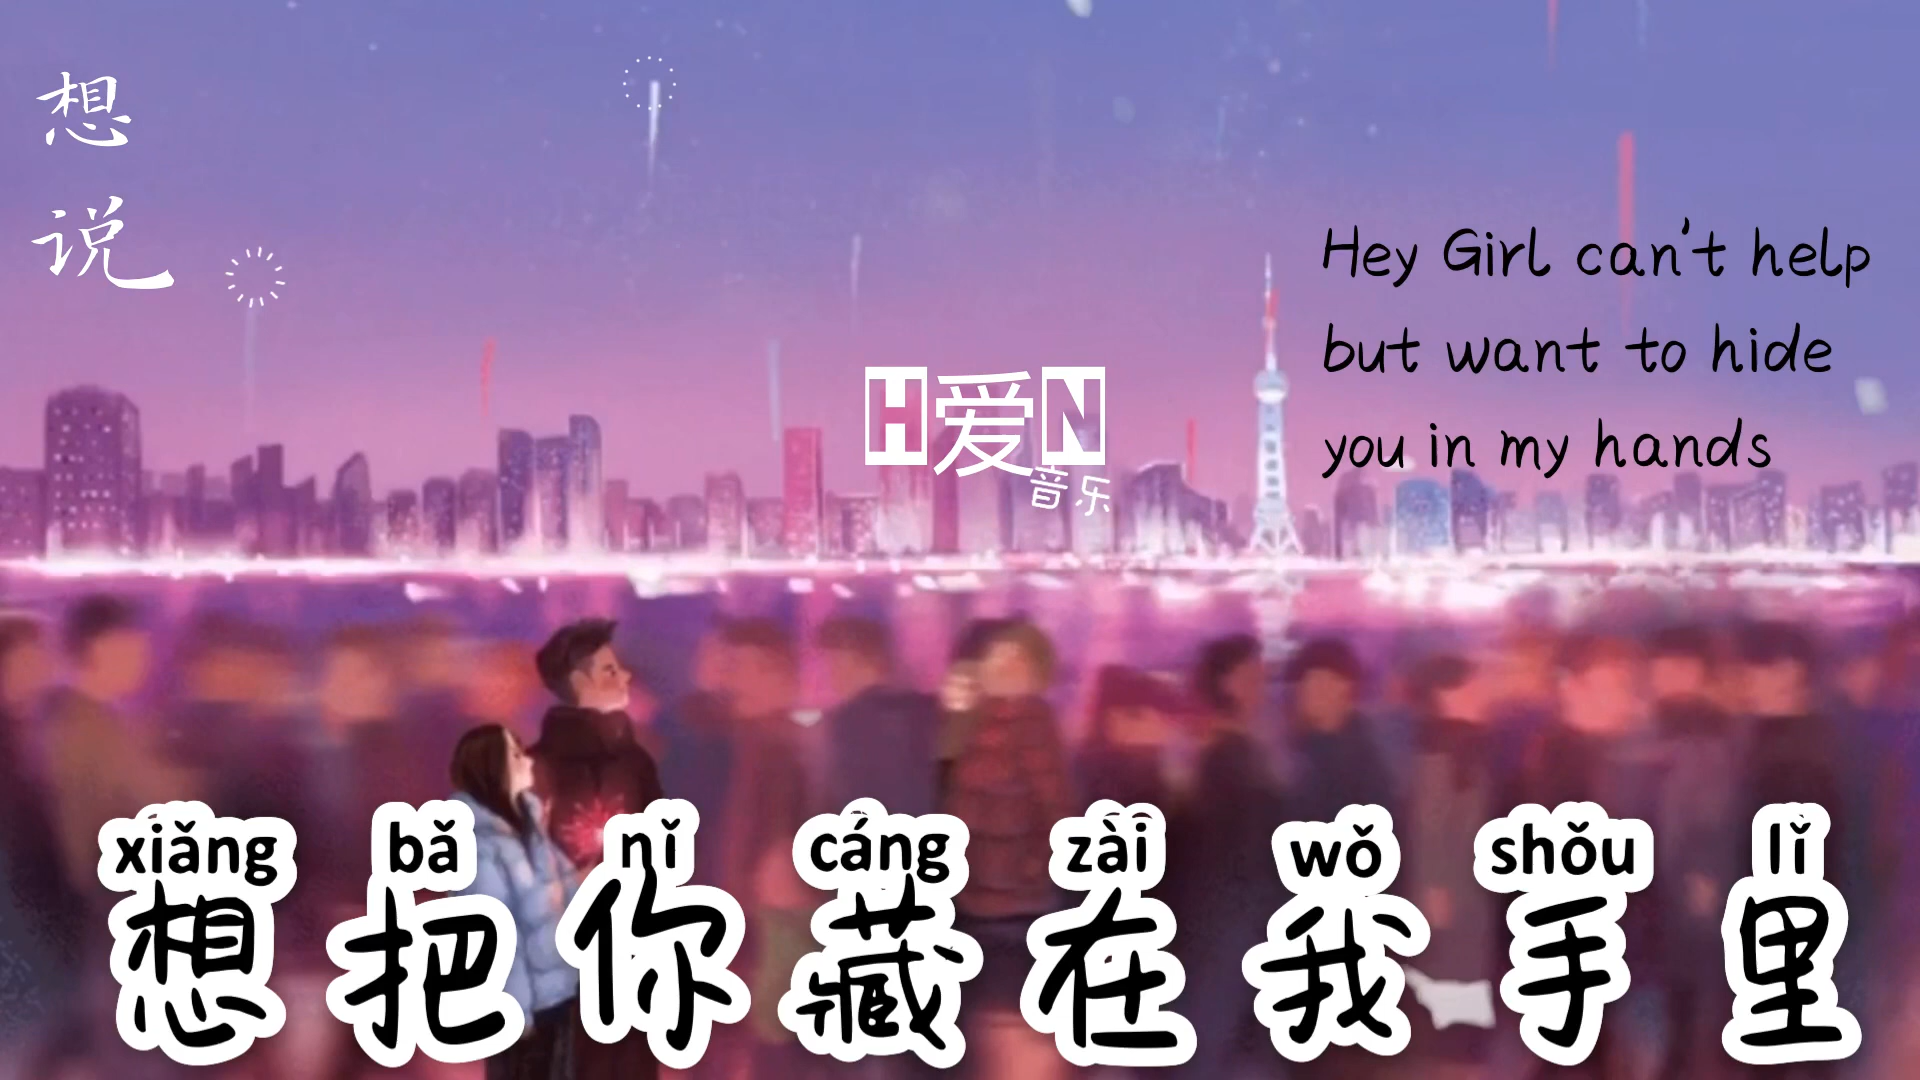 想
说
Hey Girl can't help
but want to hide
you in my hands
H爱N
音乐
xiǎng bǎ nǐ cáng zài wǒ shǒu lǐ
想把你藏在我手里